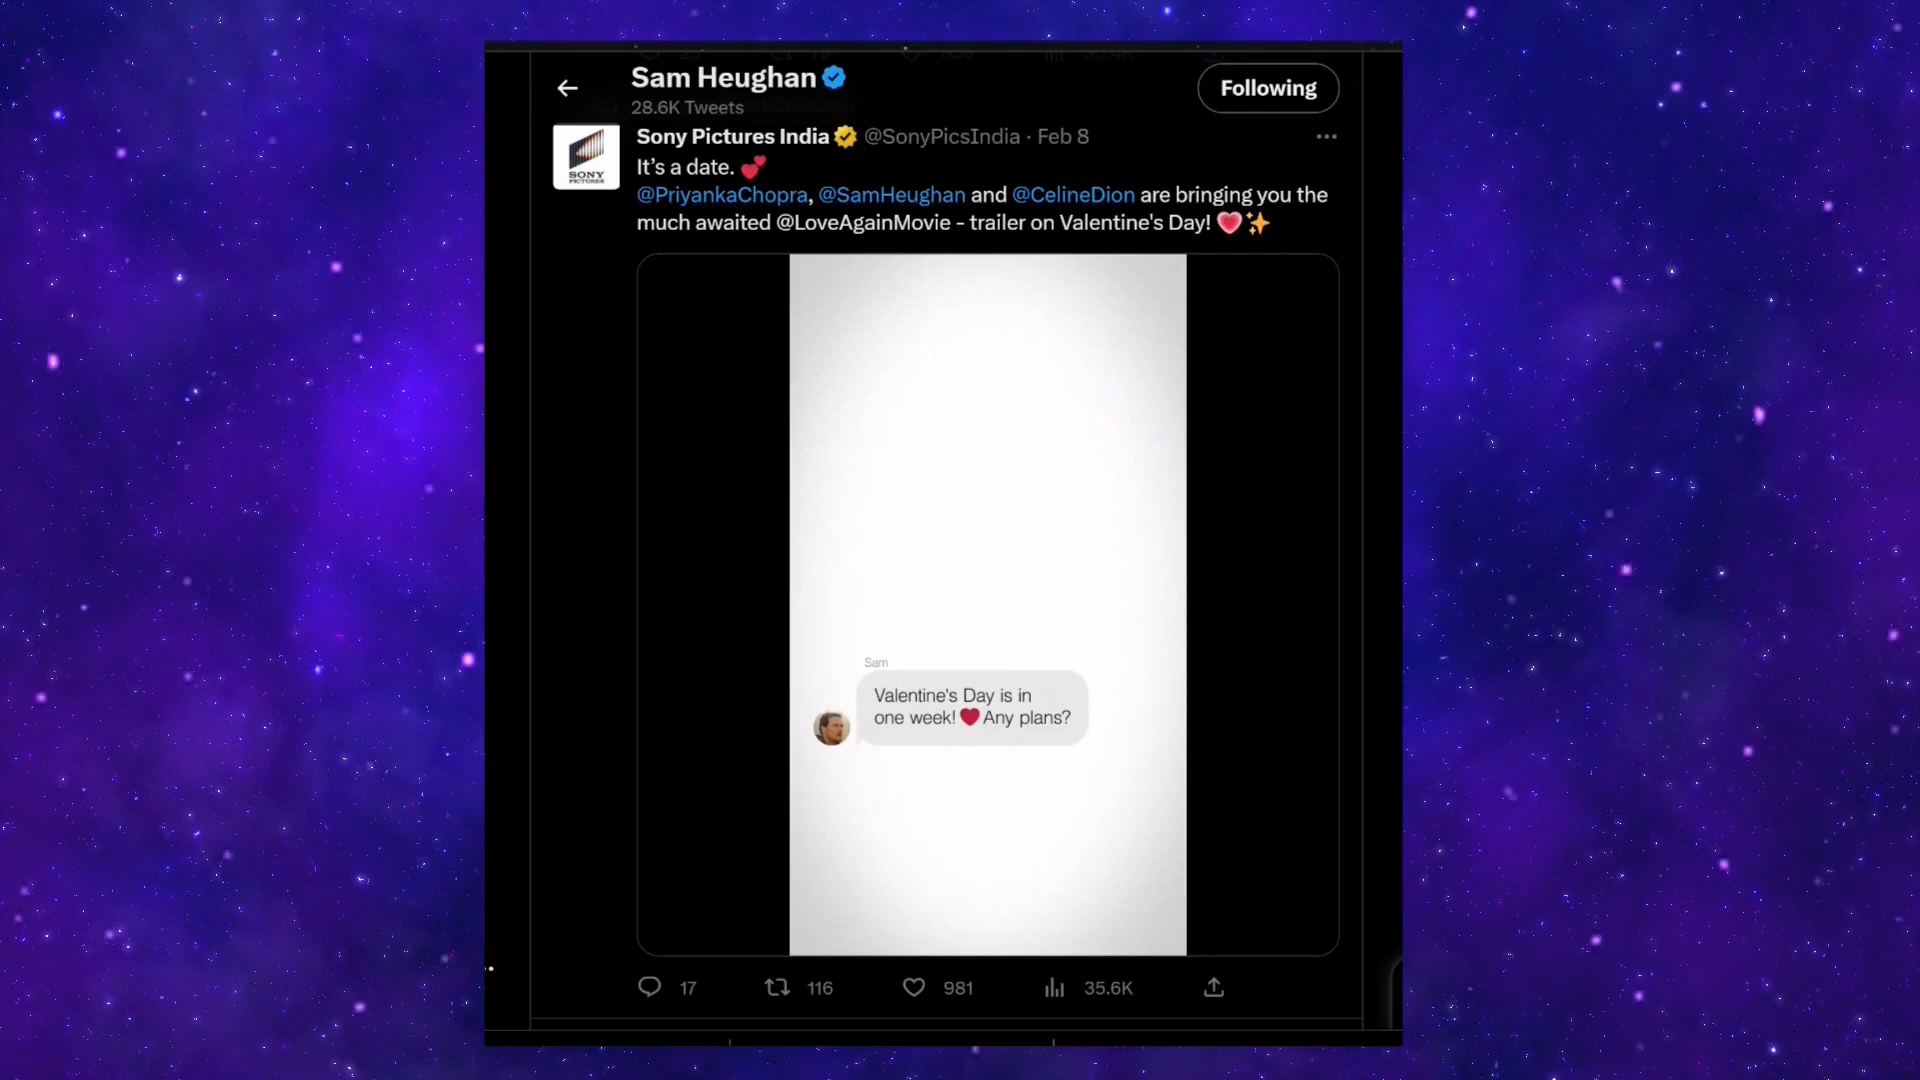 Sam Heughan
28.6K Tweets
Following
SONY
PICTURES
Sony Pictures India @SonyPicsIndia · Feb 8
It’s a date. 💕
@PriyankaChopra, @SamHeughan and @CelineDion are bringing you the
much awaited @LoveAgainMovie - trailer on Valentine's Day! 💗✨
Sam
Valentine's Day is in
one week! ❤️ Any plans?
17 116 981 35.6K